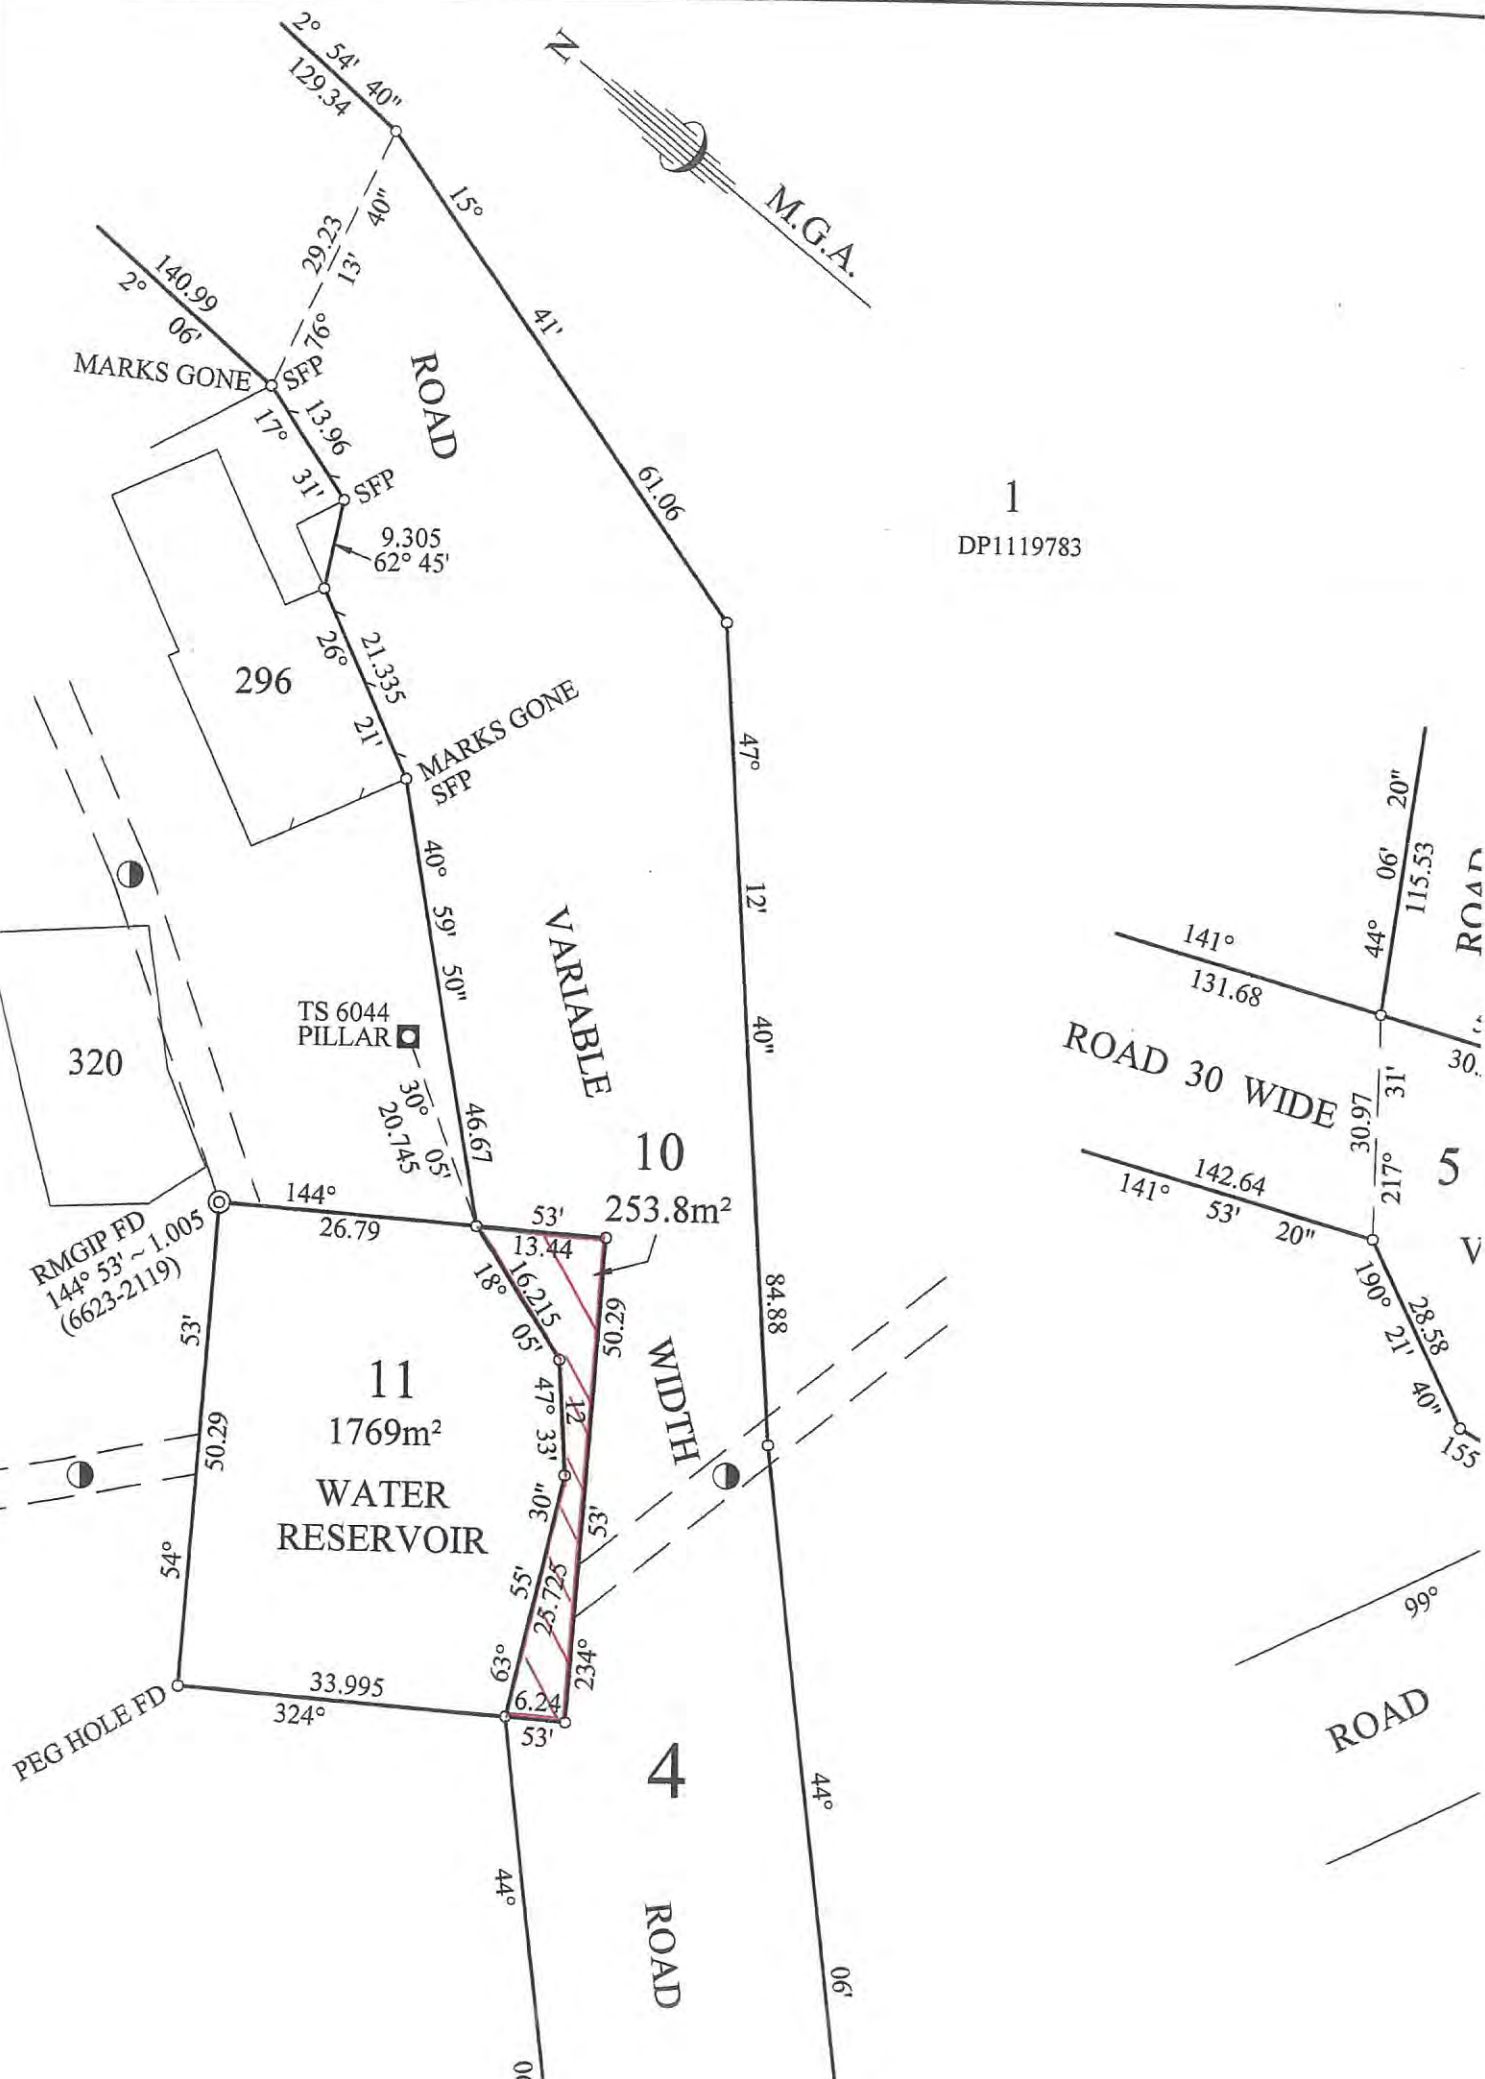 2° 54' 40"
129.34
N
M.G.A.
15° 41'
61.06
29.23
76° 13' 40"
140.99
2° 06'
MARKS GONE
SFP
ROAD
13.96
17° 31'
SFP
9.305
62° 45'
1
DP1119783
296
21.335
26° 21'
MARKS GONE
SFP
47° 12' 40"
84.88
40° 59' 50"
46.67
VARIABLE
44° 06' 20"
115.53
ROAD
141°
131.68
30.
ROAD 30 WIDE
30.97
217° 31'
142.64
141° 53' 20"
5
V
190° 21' 40"
28.58
155
320
TS 6044
PILLAR
30° 05'
20.745
10
253.8m²
144° 53'
26.79
13.44
RMGIP FD
144° 53' ~ 1.005
(6623-2119)
18° 05'
16.215
50.29
WIDTH
53'
50.29
54°
11
1769m²
WATER
RESERVOIR
47° 33' 30"
12
63° 55'
25.725
234° 53'
33.995
324° 53'
6.24
PEG HOLE FD
4
99°
ROAD
44° 06'
44°
ROAD